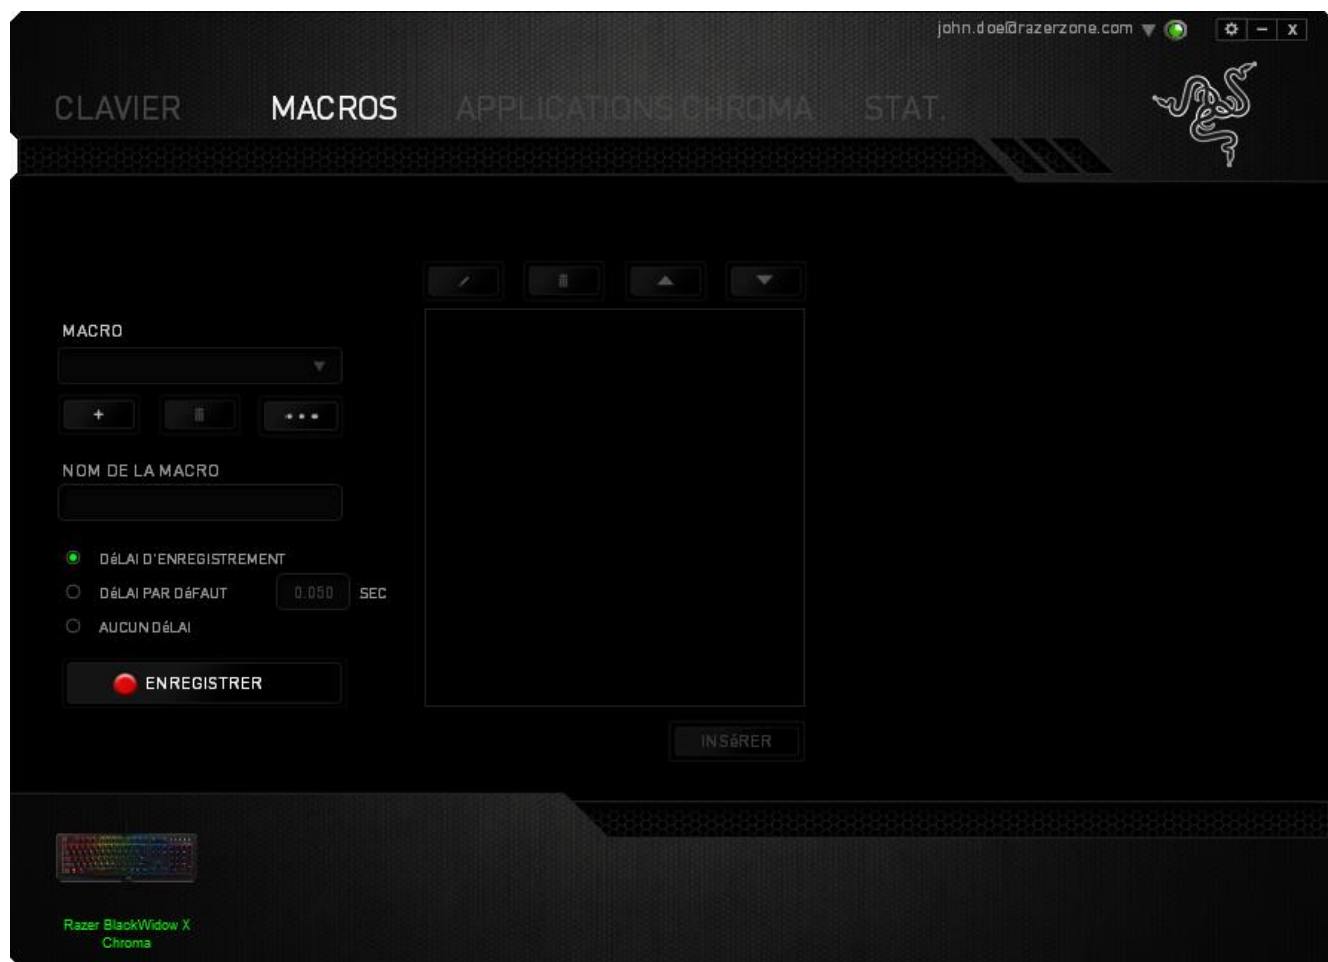 john.doe@razerzone.com
CLAVIER MACROS APPLICATIONS CHROMA STAT.
MACRO
NOM DE LA MACRO
DéLAI D'ENREGISTREMENT
DéLAI PAR DéFAUT 0.050 SEC
AUCUN DéLAI
ENREGISTRER
INSéRER
Razer BlackWidow X
Chroma